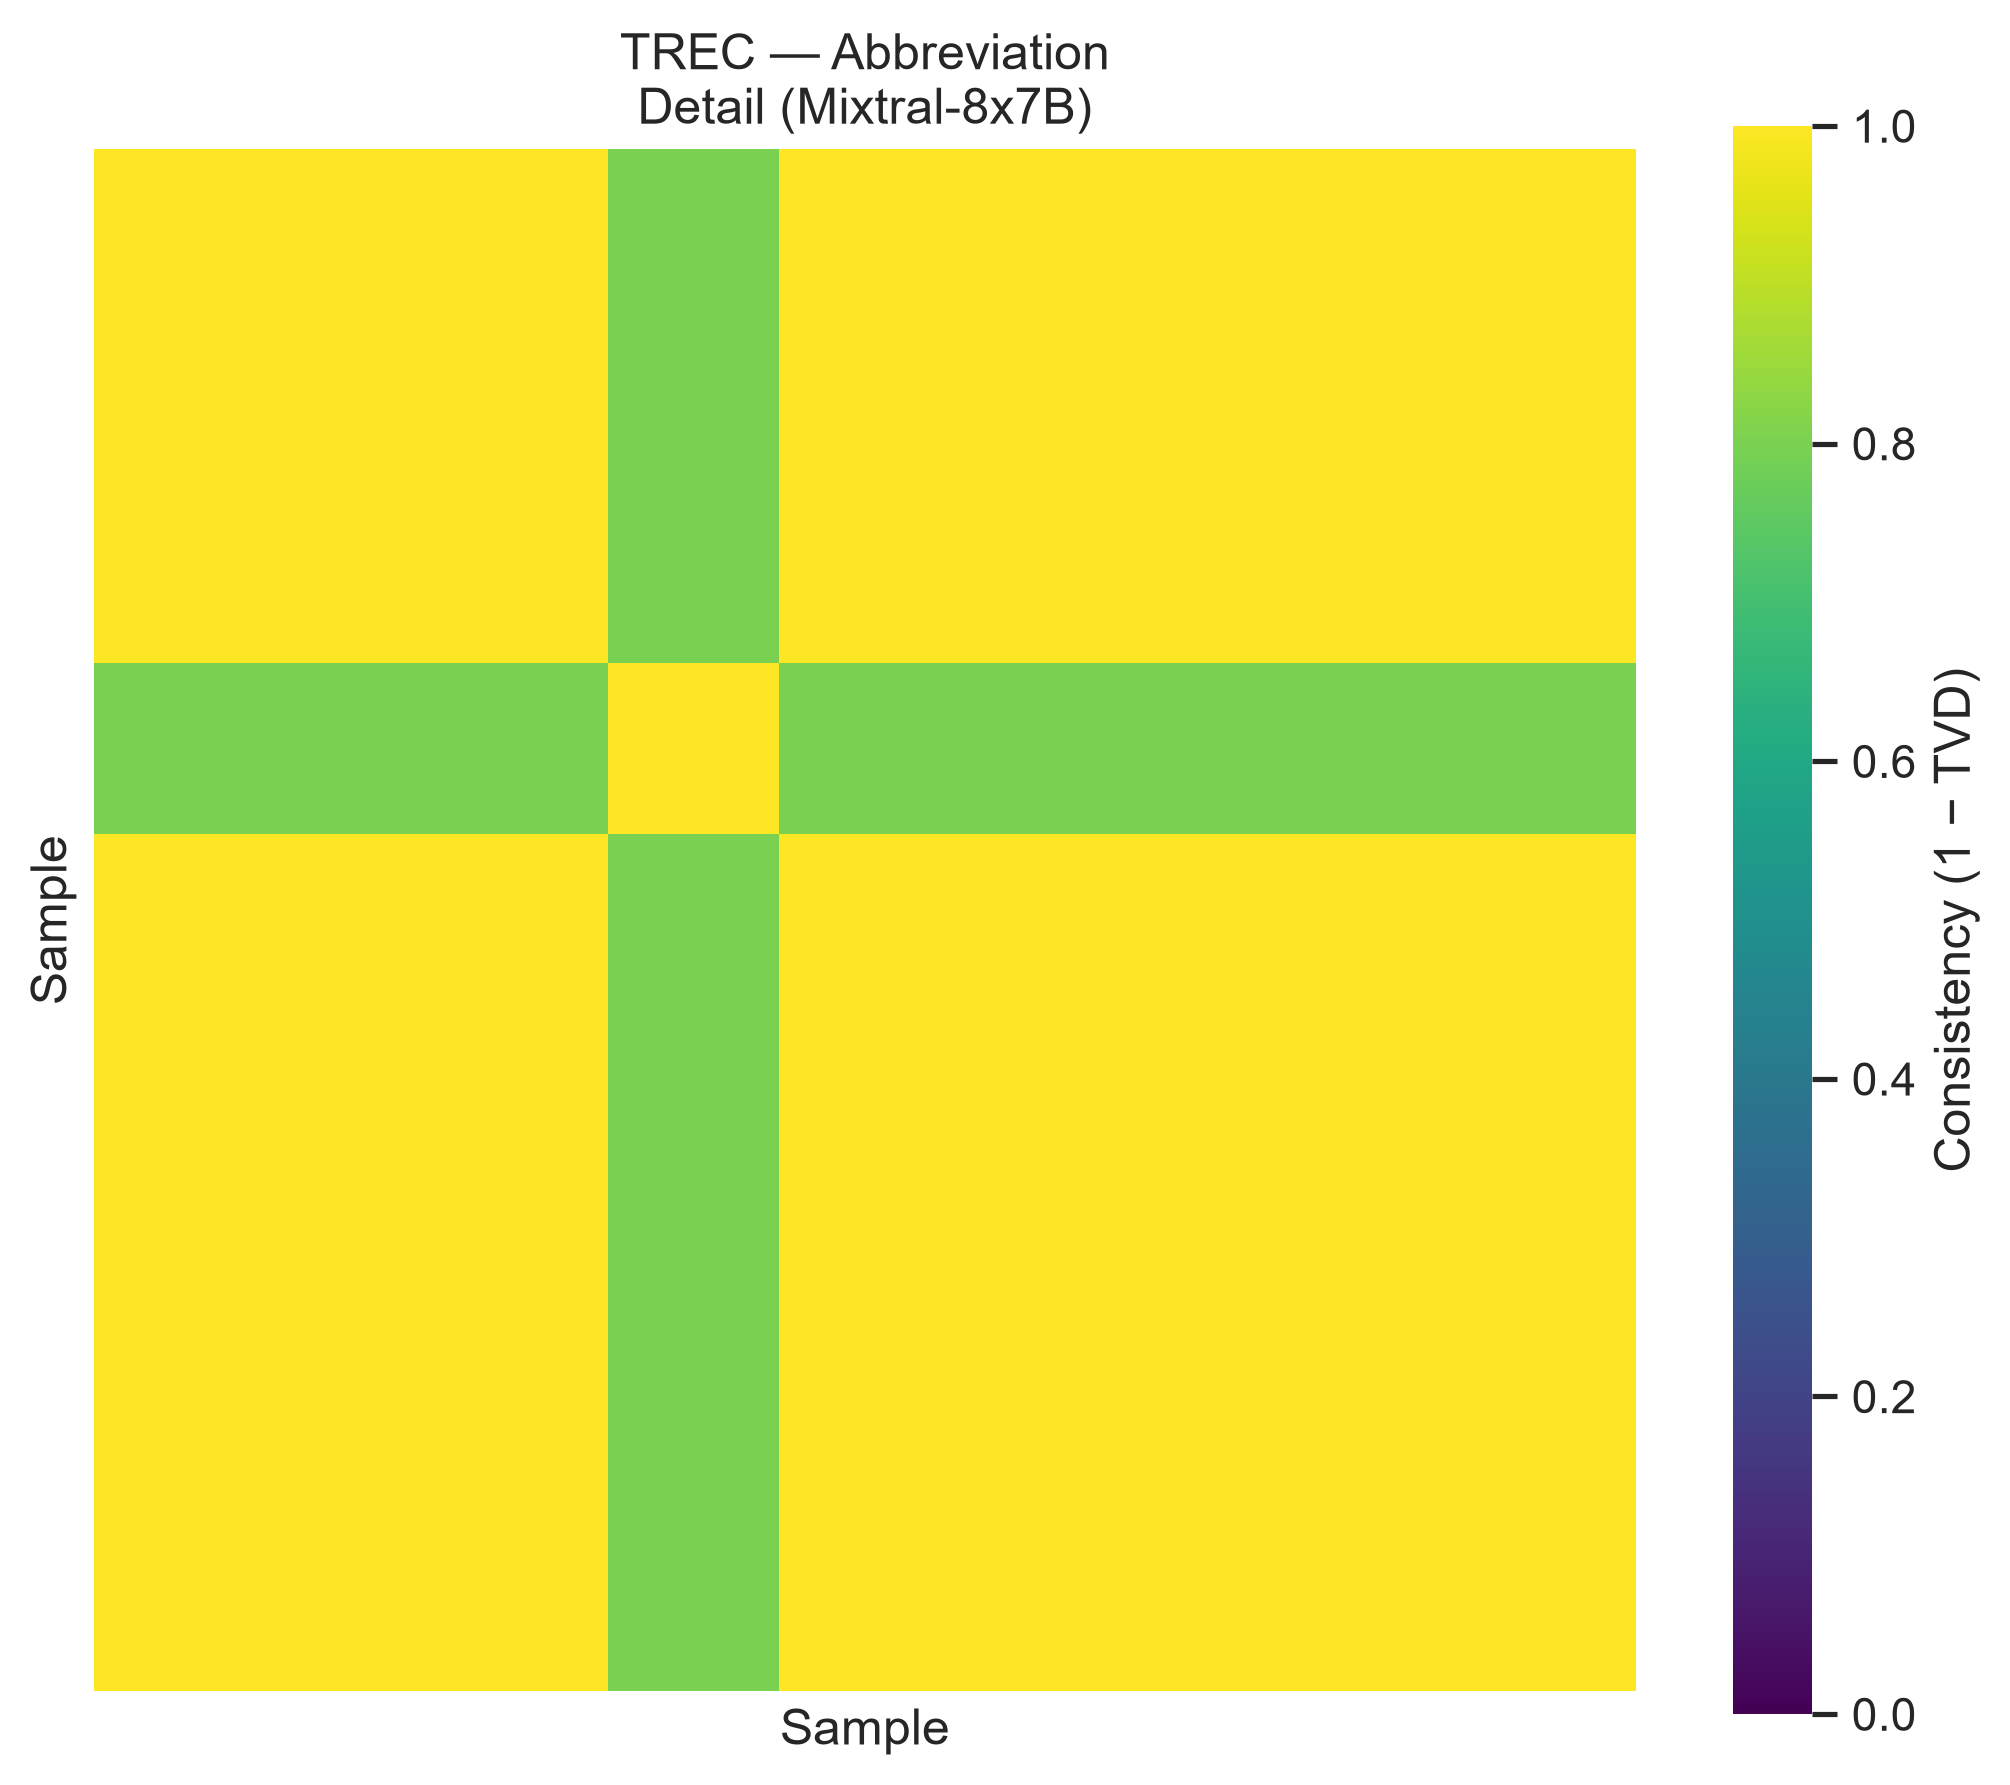 TREC — Abbreviation
Detail (Mixtral-8x7B)
Sample
Sample
1.0
0.8
0.6
0.4
0.2
0.0
Consistency (1 − TVD)